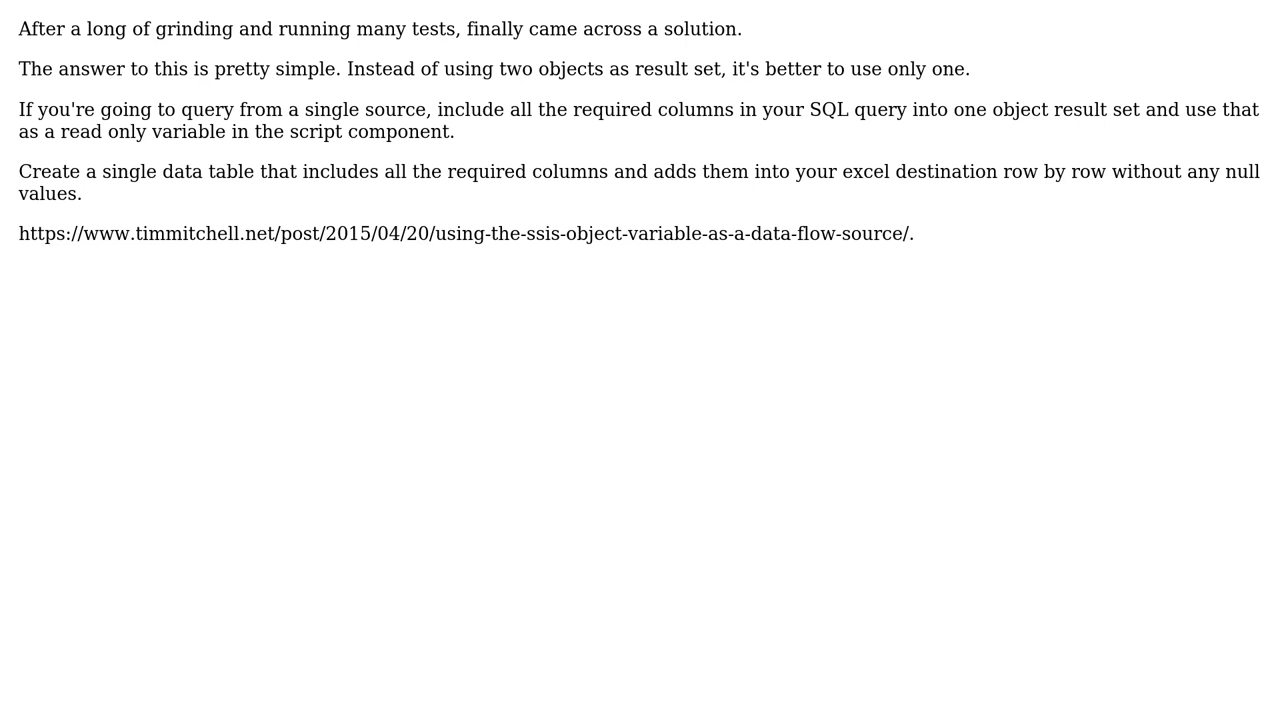 After a long of grinding and running many tests, finally came across a solution.
The answer to this is pretty simple. Instead of using two objects as result set, it's better to use only one.
If you're going to query from a single source, include all the required columns in your SQL query into one object result set and use that
as a read only variable in the script component.
Create a single data table that includes all the required columns and adds them into your excel destination row by row without any null
values.
https://www.timmitchell.net/post/2015/04/20/using-the-ssis-object-variable-as-a-data-flow-source/.